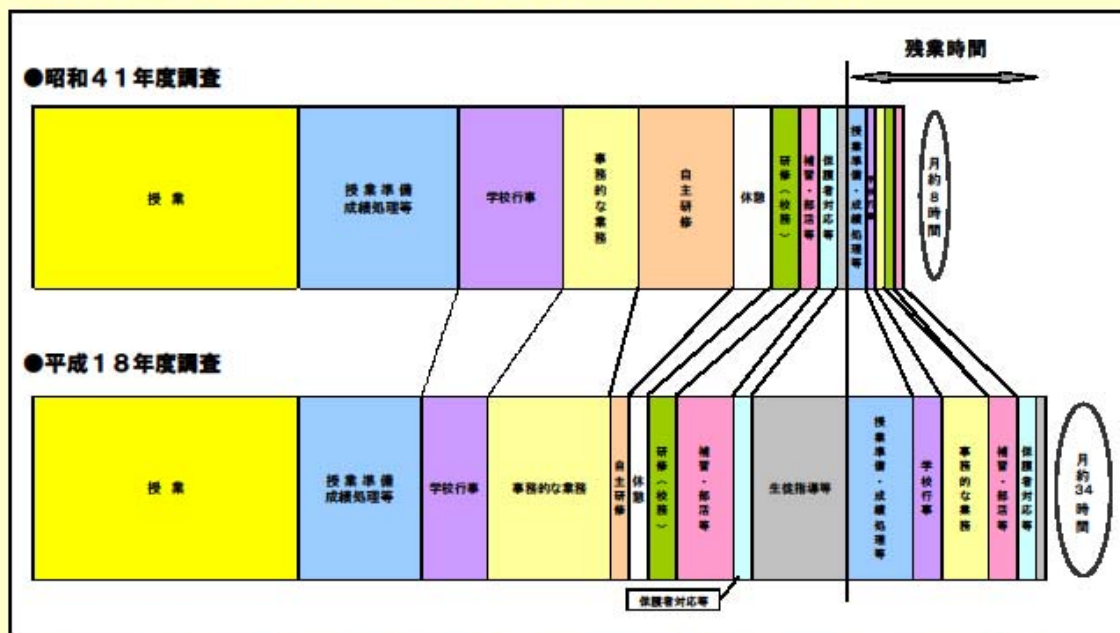 残業時間
●昭和４１年度調査
授業
授業準備
成績処理等
学校行事
事務的な業務
自主研修
休憩
研修（校務）
補習・部活等
保護者対応等
授業準備・成績処理等
学校行事
月約８時間
●平成１８年度調査
授業
授業準備
成績処理等
学校行事
事務的な業務
自主研修
休憩
研修（校務）
補習・部活等
生徒指導等
授業準備・成績処理等
学校行事
事務的な業務
補習・部活等
保護者対応等
月約34時間
保護者対応等